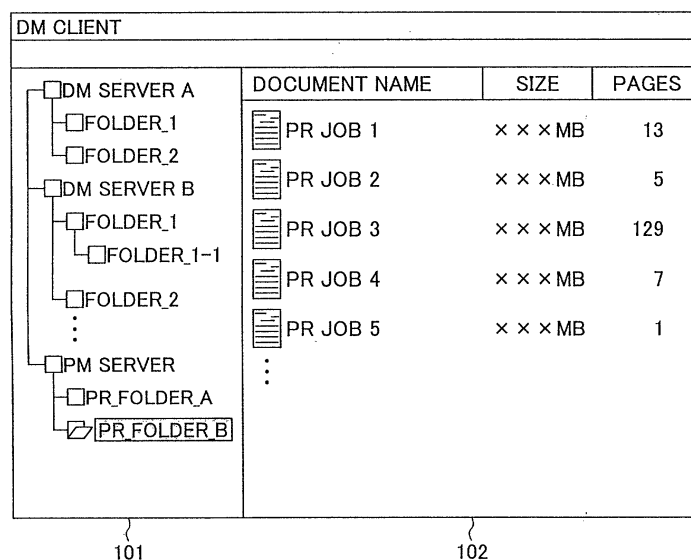 DM CLIENT
DM SERVER A
FOLDER_1
FOLDER_2
DM SERVER B
FOLDER_1
FOLDER_1-1
FOLDER_2
PM SERVER
PR_FOLDER_A
PR_FOLDER_B
DOCUMENT NAME SIZE PAGES
PR JOB 1 × × × MB 13
PR JOB 2 × × × MB 5
PR JOB 3 × × × MB 129
PR JOB 4 × × × MB 7
PR JOB 5 × × × MB 1
101 102